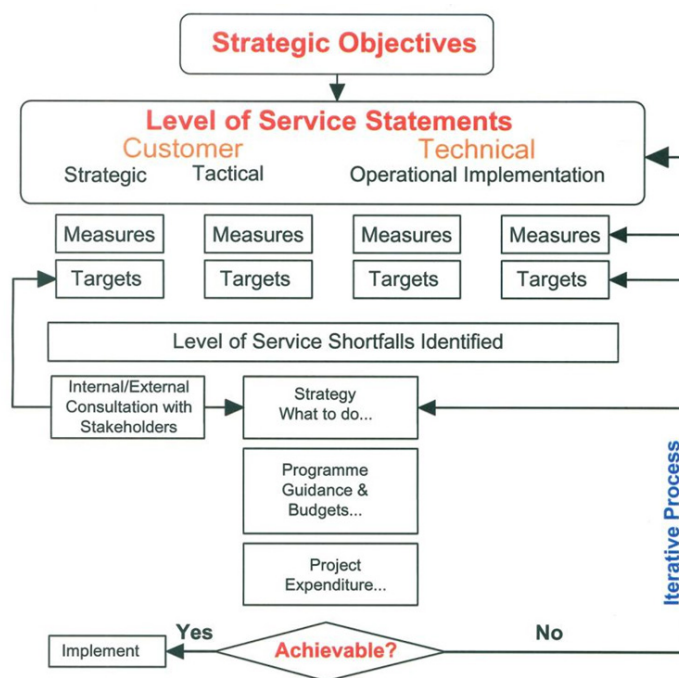 Strategic Objectives
Level of Service Statements
Customer Technical
Strategic Tactical Operational Implementation
Measures Measures Measures Measures
Targets Targets Targets Targets
Level of Service Shortfalls Identified
Internal/External
Consultation with
Stakeholders
Strategy
What to do...
Programme
Guidance &
Budgets...
Project
Expenditure...
Iterative Process
Yes Achievable? No
Implement